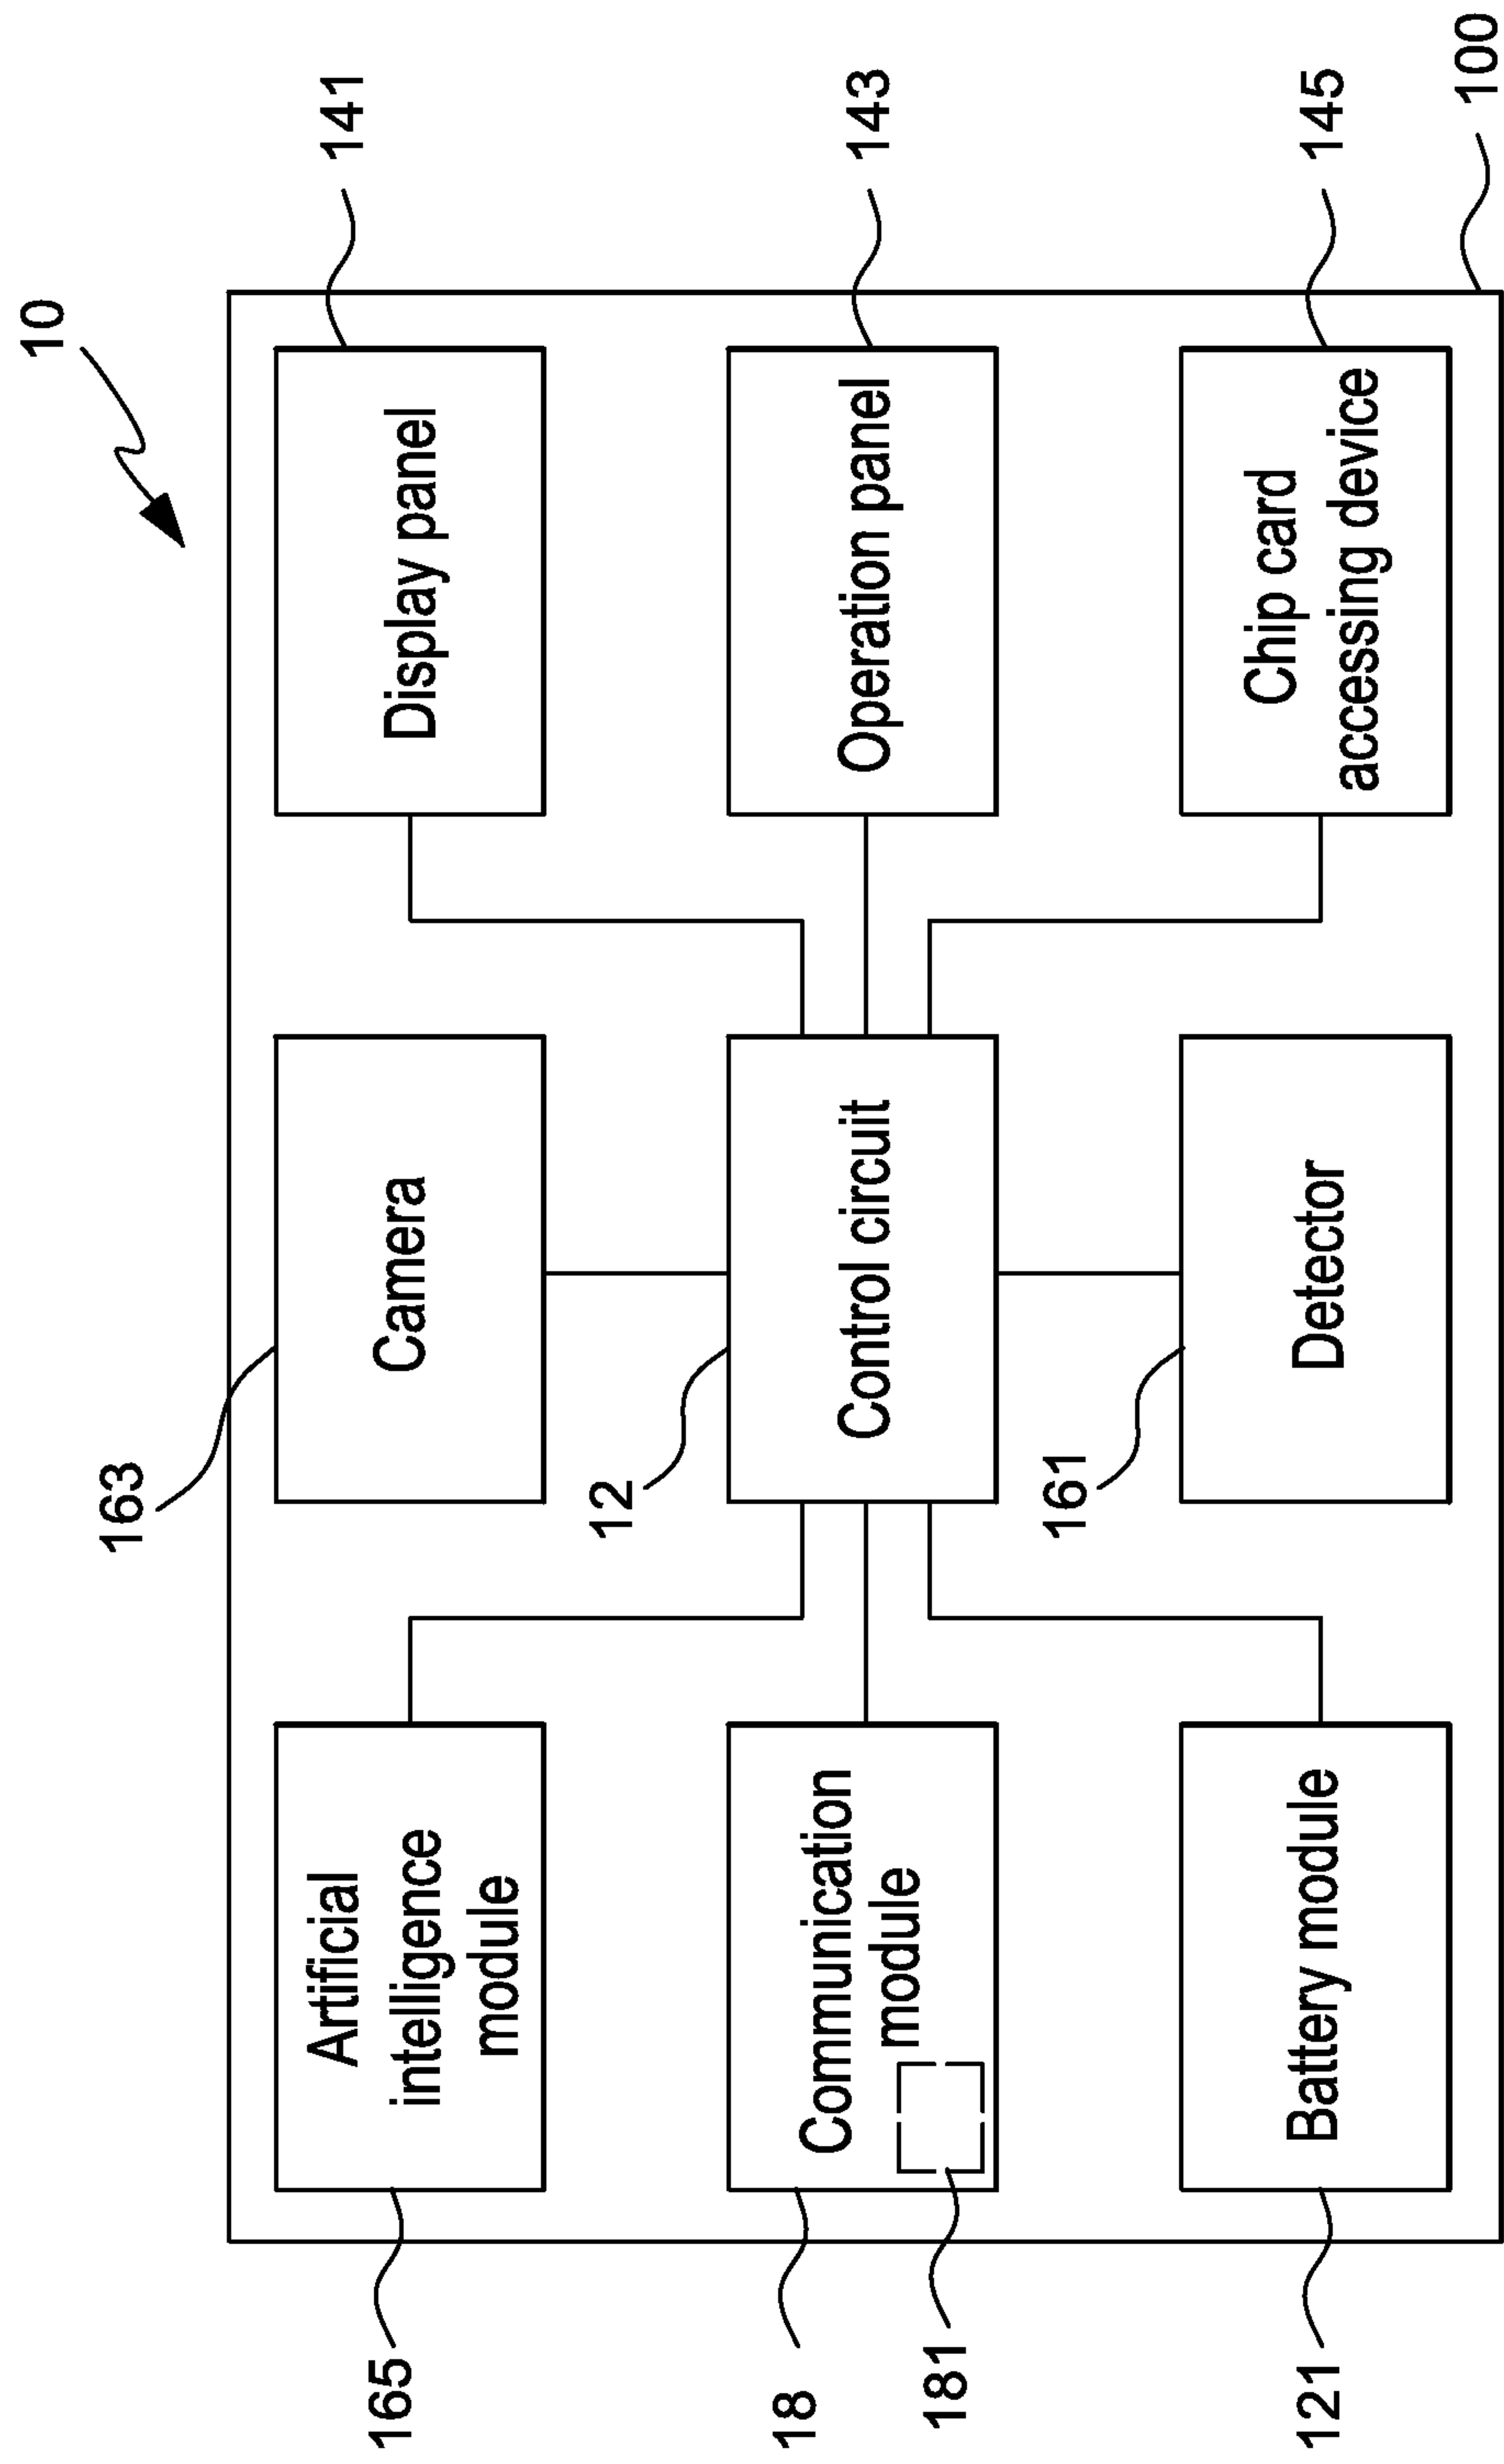 10
163
165
Artificial
intelligence
module
Camera
Display panel
141
12
18
Communication
module
181
Control circuit
Operation panel
143
161
121
Battery module
Detector
Chip card
accessing device
145
100